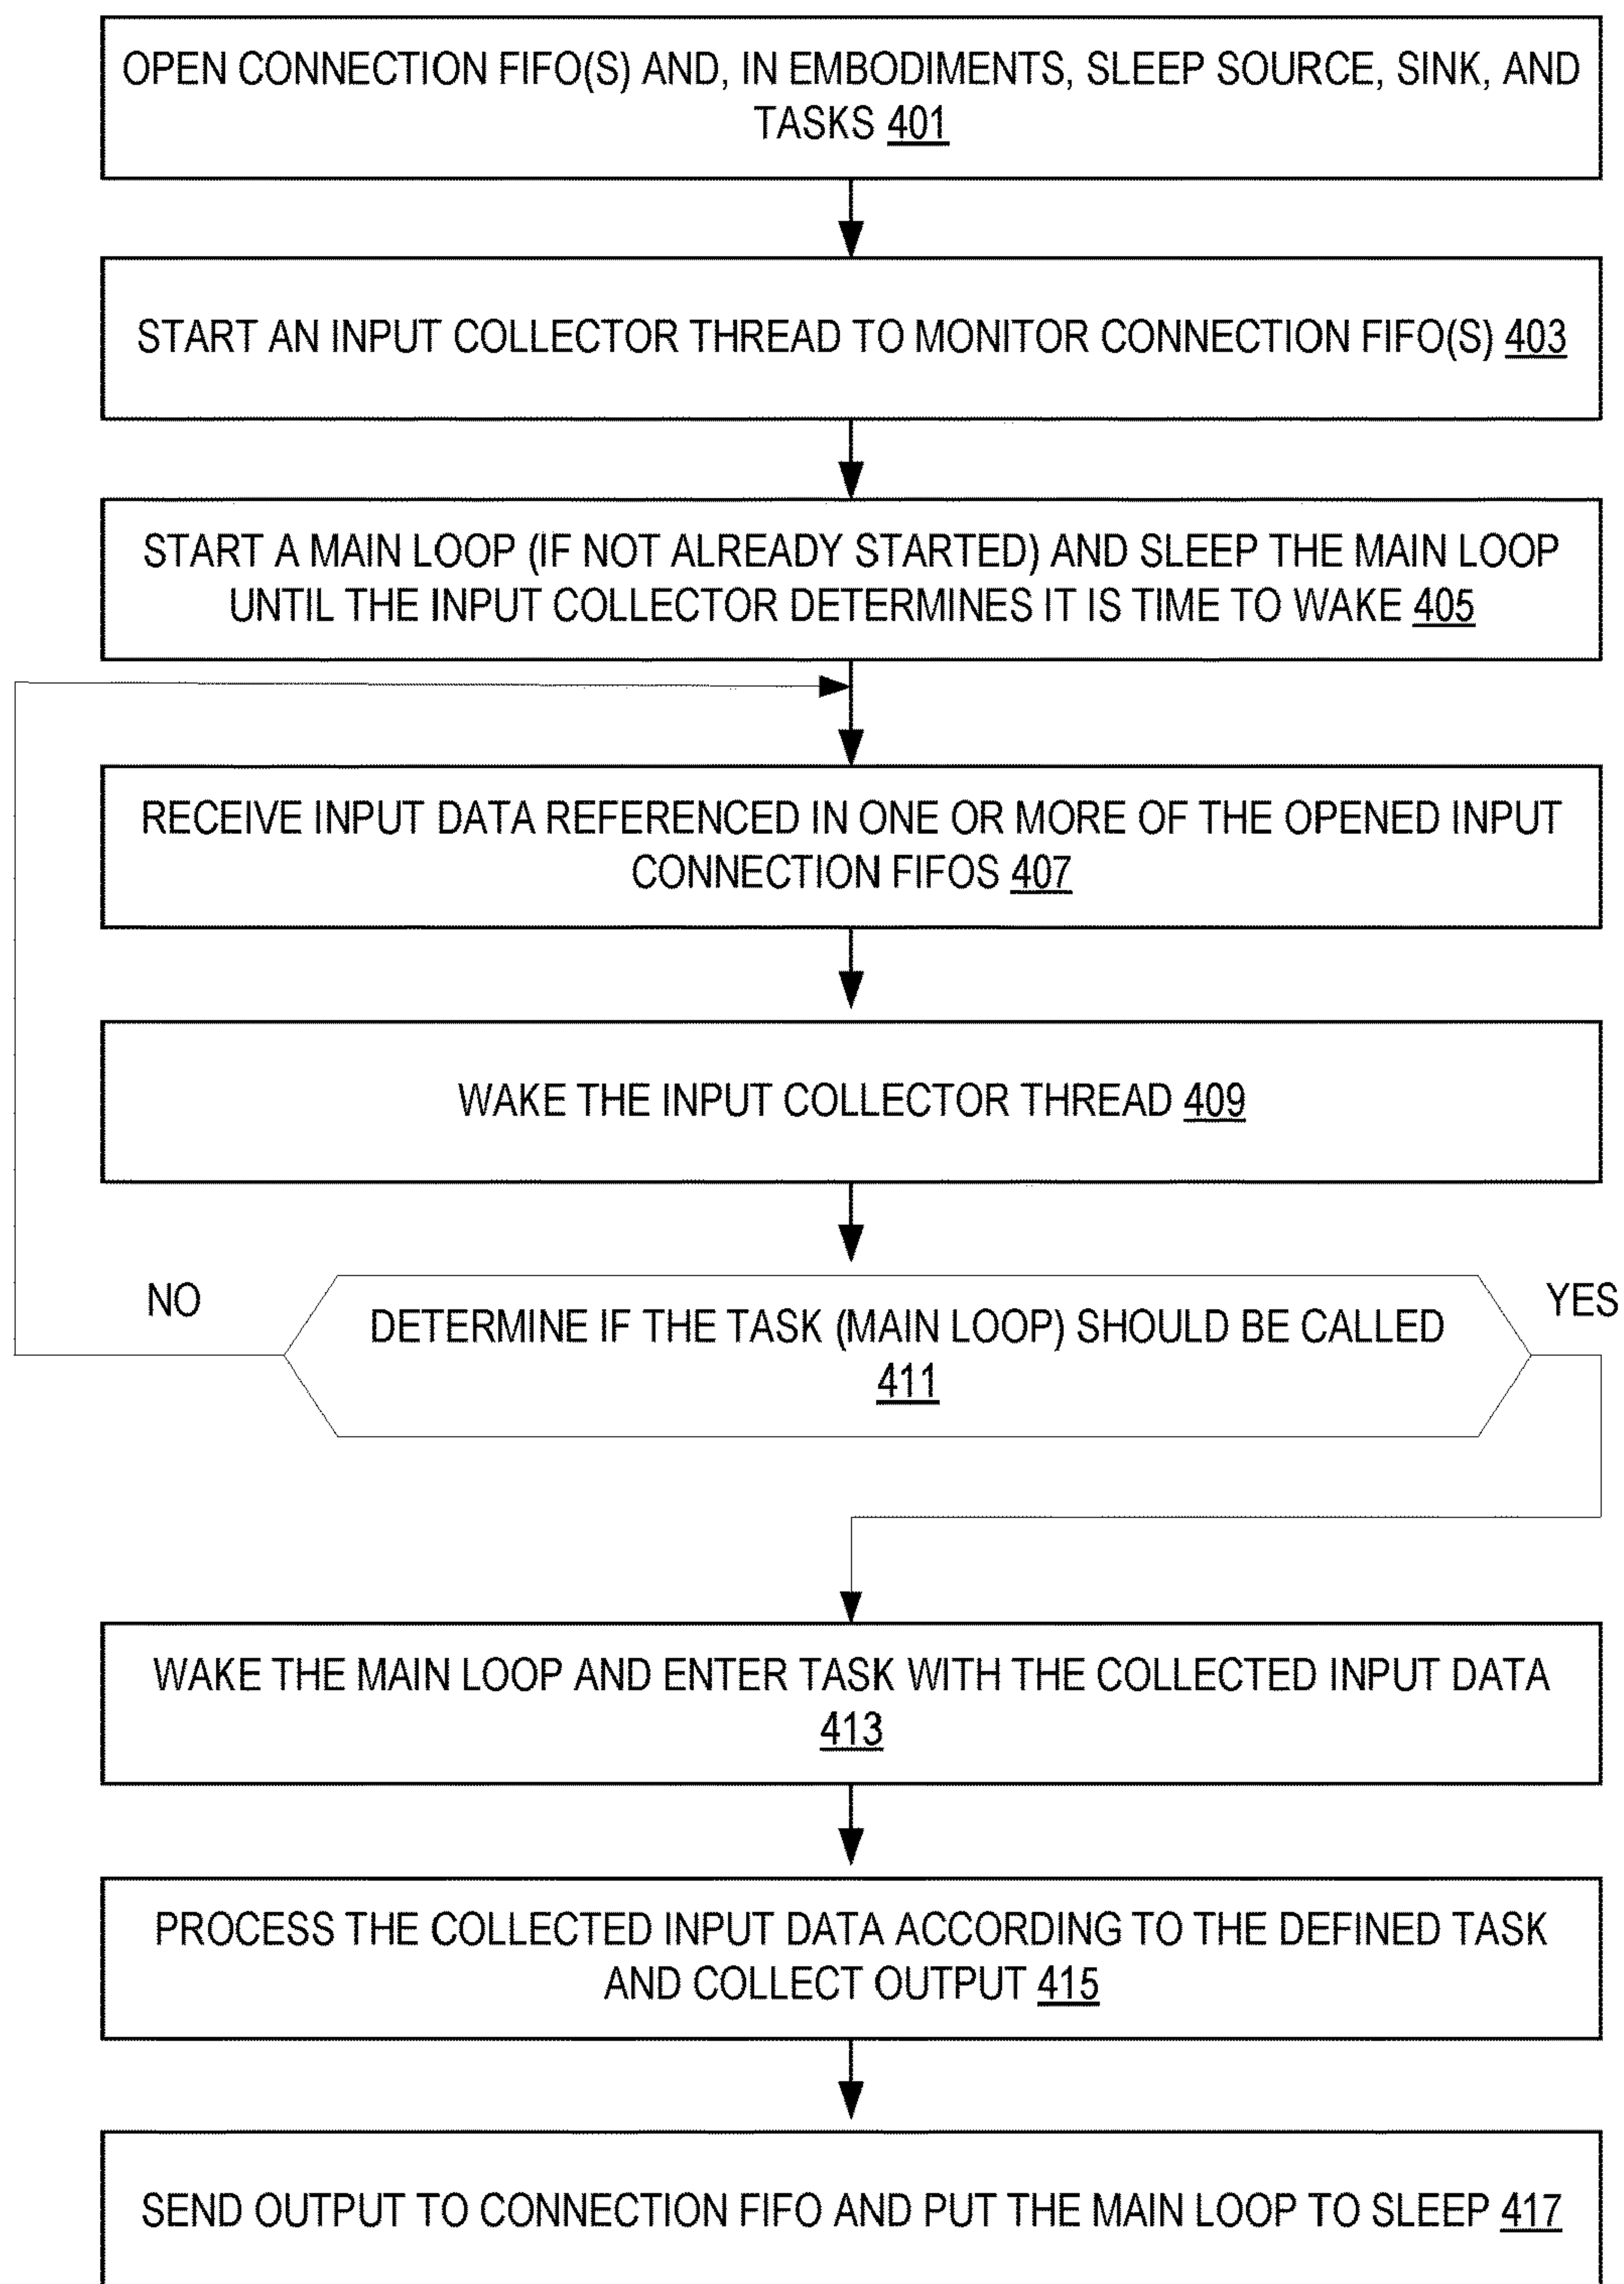 OPEN CONNECTION FIFO(S) AND, IN EMBODIMENTS, SLEEP SOURCE, SINK, AND
TASKS 401
START AN INPUT COLLECTOR THREAD TO MONITOR CONNECTION FIFO(S) 403
START A MAIN LOOP (IF NOT ALREADY STARTED) AND SLEEP THE MAIN LOOP
UNTIL THE INPUT COLLECTOR DETERMINES IT IS TIME TO WAKE 405
RECEIVE INPUT DATA REFERENCED IN ONE OR MORE OF THE OPENED INPUT
CONNECTION FIFOS 407
WAKE THE INPUT COLLECTOR THREAD 409
NO
YES
DETERMINE IF THE TASK (MAIN LOOP) SHOULD BE CALLED
411
WAKE THE MAIN LOOP AND ENTER TASK WITH THE COLLECTED INPUT DATA
413
PROCESS THE COLLECTED INPUT DATA ACCORDING TO THE DEFINED TASK
AND COLLECT OUTPUT 415
SEND OUTPUT TO CONNECTION FIFO AND PUT THE MAIN LOOP TO SLEEP 417